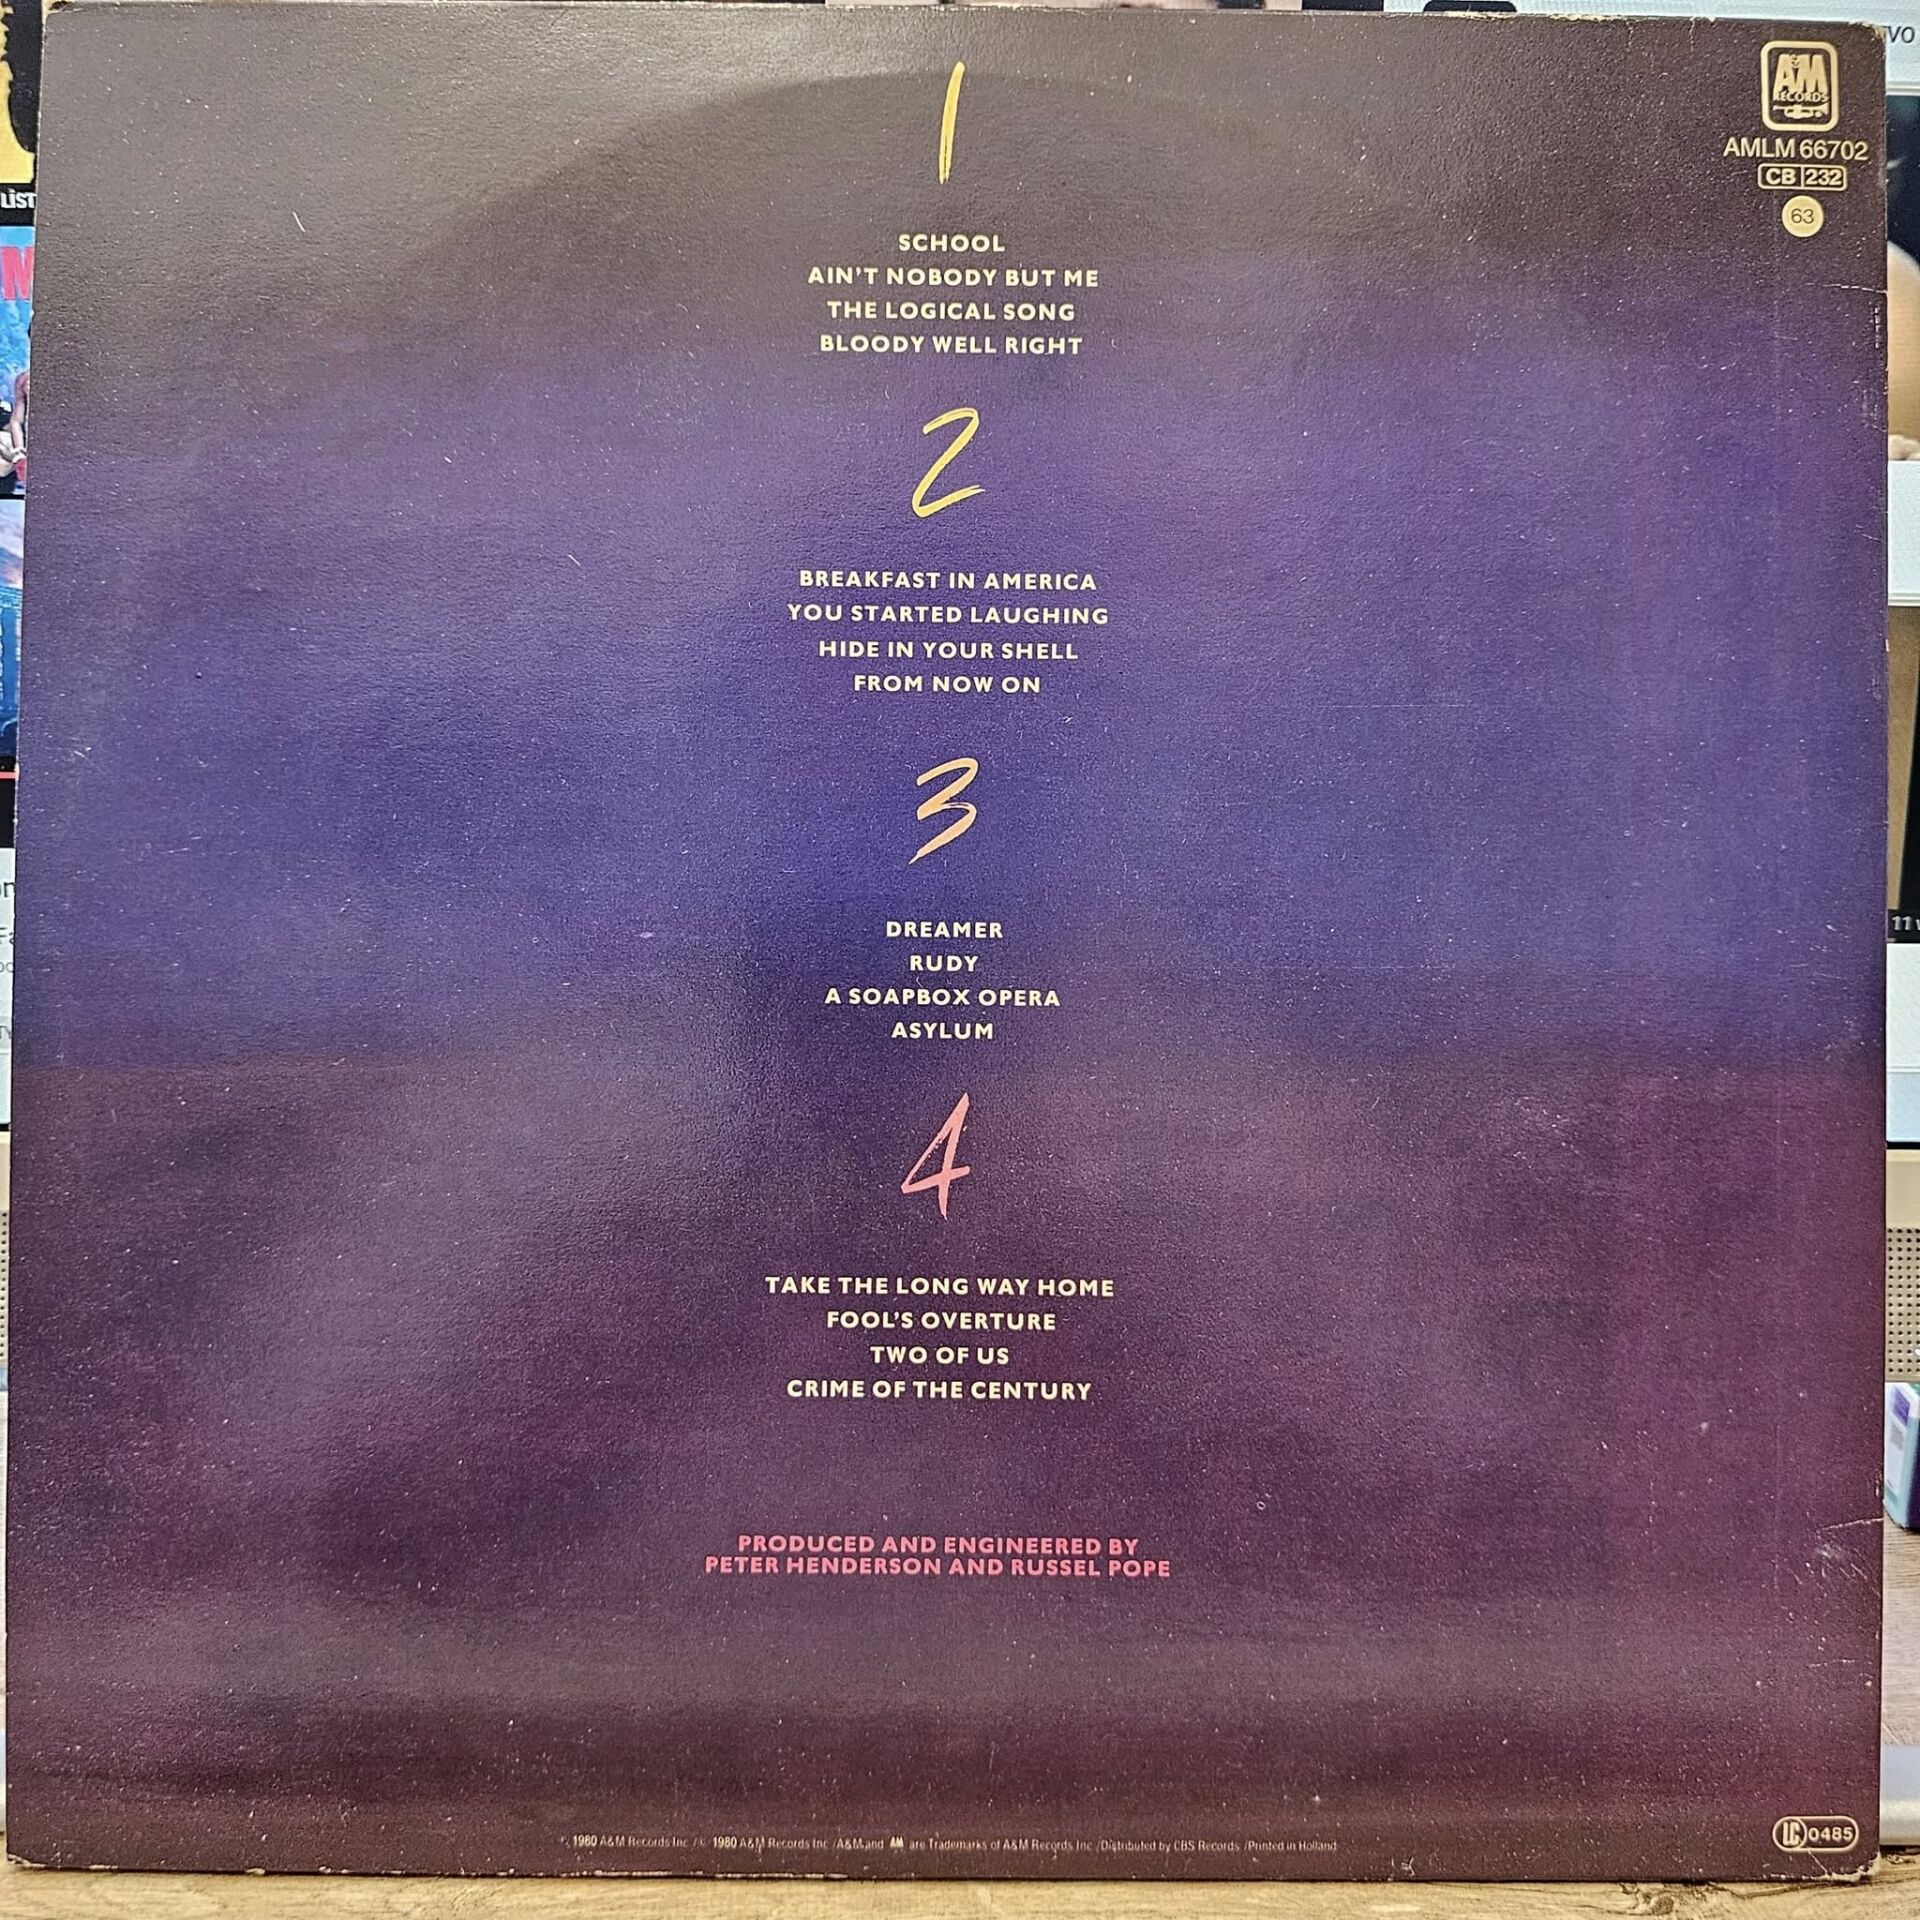 A&M
RECORDS
AMLM 66702
CB 232
63
1
SCHOOL
AIN'T NOBODY BUT ME
THE LOGICAL SONG
BLOODY WELL RIGHT
2
BREAKFAST IN AMERICA
YOU STARTED LAUGHING
HIDE IN YOUR SHELL
FROM NOW ON
3
DREAMER
RUDY
A SOAPBOX OPERA
ASYLUM
4
TAKE THE LONG WAY HOME
FOOL'S OVERTURE
TWO OF US
CRIME OF THE CENTURY
PRODUCED AND ENGINEERED BY
PETER HENDERSON AND RUSSEL POPE
℗ 1980 A&M Records Inc / © 1980 A&M Records Inc /A&M and AM are Trademarks of A&M Records Inc /Distributed by CBS Records /Printed in Holland
LC 0485